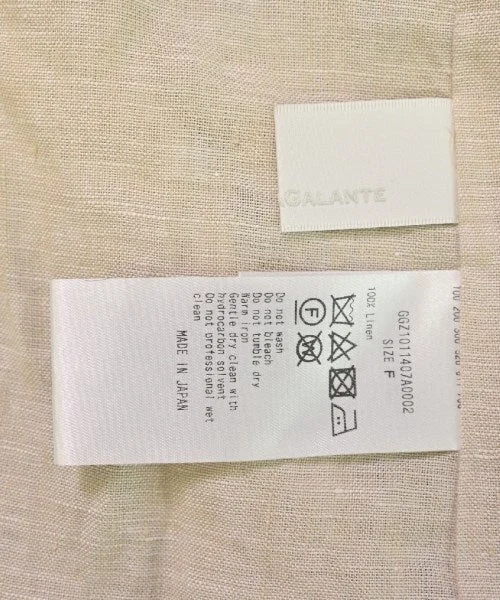 GALANTE
GGZ1011407A0002
SIZE F
100% Linen
F
Do not wash
Do not bleach
Do not tumble dry
Warm iron
Gentle dry clean with
hydrocarbon solvent
Do not professional wet
clean
MADE IN JAPAN